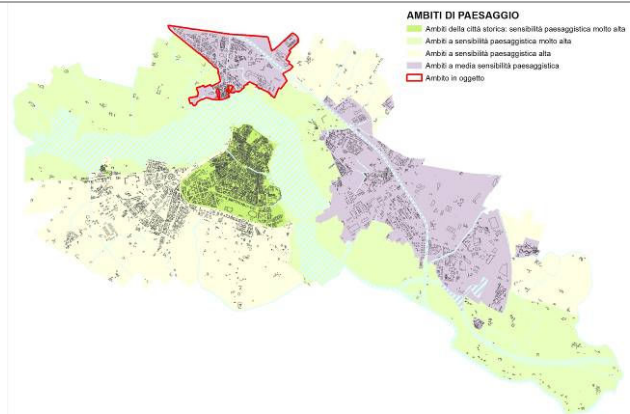 AMBITI DI PAESAGGIO
Ambiti della città storica: sensibilità paesaggistica molto alta
Ambiti a sensibilità paesaggistica molto alta
Ambiti a sensibilità paesaggistica alta
Ambiti a media sensibilità paesaggistica
Ambito in oggetto